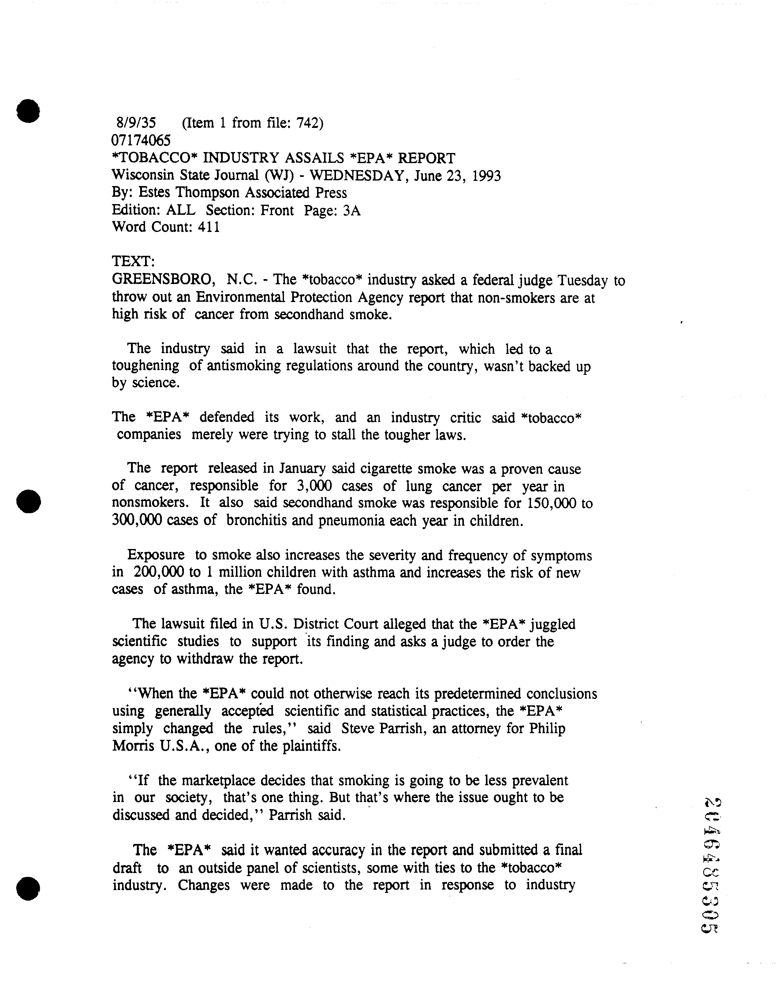 8/9/35 (Item 1 from file: 742)
07174065
*TOBACCO* INDUSTRY ASSAILS *EPA* REPORT
Wisconsin State Journal (WJ) - WEDNESDAY, June 23, 1993
By: Estes Thompson Associated Press
Edition: ALL Section: Front Page: 3A
Word Count: 411
TEXT:
GREENSBORO, N.C. - The *tobacco* industry asked a federal judge Tuesday to
throw out an Environmental Protection Agency report that non-smokers are at
high risk of cancer from secondhand smoke.
The industry said in a lawsuit that the report, which led to a
toughening of antismoking regulations around the country, wasn't backed up
by science.
The *EPA* defended its work, and an industry critic said *tobacco*
companies merely were trying to stall the tougher laws.
The report released in January said cigarette smoke was a proven cause
of cancer, responsible for 3,000 cases of lung cancer per year in
nonsmokers. It also said secondhand smoke was responsible for 150,000 to
300,000 cases of bronchitis and pneumonia each year in children.
Exposure to smoke also increases the severity and frequency of symptoms
in 200,000 to 1 million children with asthma and increases the risk of new
cases of asthma, the *EPA* found.
The lawsuit filed in U.S. District Court alleged that the *EPA* juggled
scientific studies to support its finding and asks a judge to order the
agency to withdraw the report.
''When the *EPA* could not otherwise reach its predetermined conclusions
using generally accepted scientific and statistical practices, the *EPA*
simply changed the rules,'' said Steve Parrish, an attorney for Philip
Morris U.S.A., one of the plaintiffs.
''If the marketplace decides that smoking is going to be less prevalent
in our society, that's one thing. But that's where the issue ought to be
discussed and decided,'' Parrish said.
The *EPA* said it wanted accuracy in the report and submitted a final
draft to an outside panel of scientists, some with ties to the *tobacco*
industry. Changes were made to the report in response to industry
2046485305